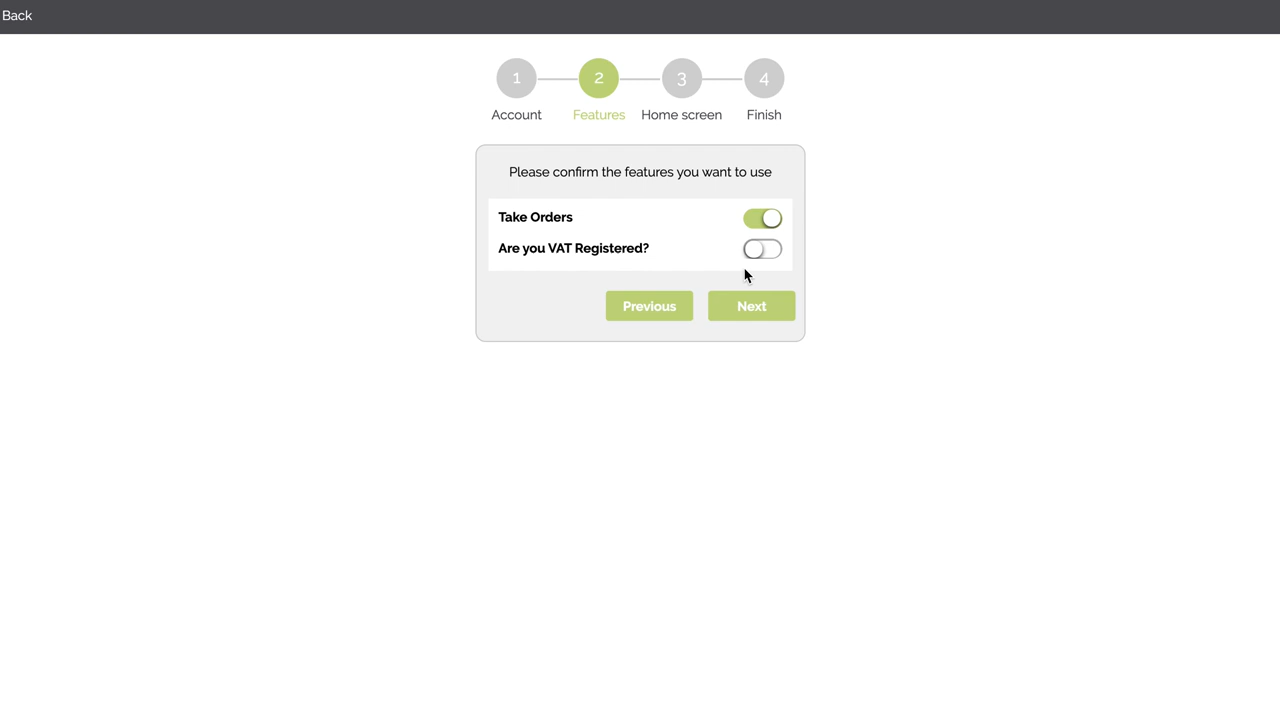 Back
1 2 3 4
Account Features Home screen Finish
Please confirm the features you want to use
Take Orders
Are you VAT Registered?
Previous Next